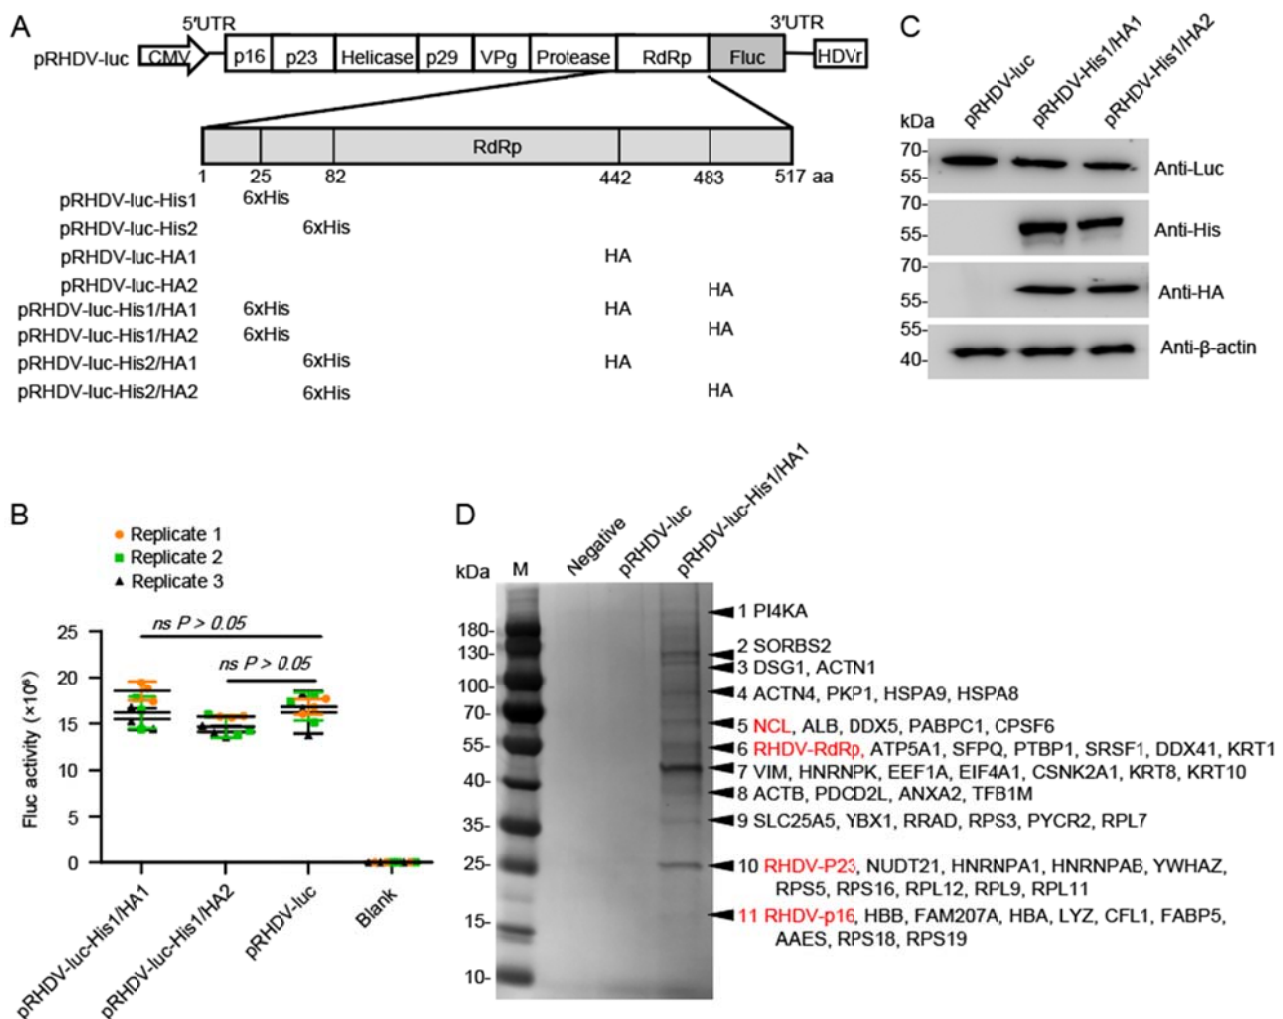 A
5'UTR
3'UTR
pRHDV-luc
CMV
p16
p23
Helicase
p29
VPg
Protease
RdRp
Fluc
HDVr
RdRp
1
25
82
442
483
517 aa
pRHDV-luc-His1
6xHis
pRHDV-luc-His2
6xHis
pRHDV-luc-HA1
HA
pRHDV-luc-HA2
HA
pRHDV-luc-His1/HA1
6xHis
HA
pRHDV-luc-His1/HA2
6xHis
HA
pRHDV-luc-His2/HA1
6xHis
HA
pRHDV-luc-His2/HA2
6xHis
HA
C
pRHDV-luc
pRHDV-His1/HA1
pRHDV-His1/HA2
kDa
70-
55-
Anti-Luc
70-
55-
Anti-His
70-
55-
Anti-HA
55-
40-
Anti-β-actin
B
Replicate 1
Replicate 2
Replicate 3
ns P > 0.05
ns P > 0.05
Fluc activity (×10⁶)
25
20
15
10
5
0
pRHDV-luc-His1/HA1
pRHDV-luc-His1/HA2
pRHDV-luc
Blank
D
kDa
M
Negative
pRHDV-luc
pRHDV-luc-His1/HA1
180-
130-
100-
70-
55-
40-
35-
25-
15-
10-
1 PI4KA
2 SORBS2
3 DSG1, ACTN1
4 ACTN4, PKP1, HSPA9, HSPA8
5 NCL, ALB, DDX5, PABPC1, CPSF6
6 RHDV-RdRp, ATP5A1, SFPQ, PTBP1, SRSF1, DDX41, KRT1
7 VIM, HNRNPK, EEF1A, EIF4A1, CSNK2A1, KRT8, KRT10
8 ACTB, PDCD2L, ANXA2, TFB1M
9 SLC25A5, YBX1, RRAD, RPS3, PYCR2, RPL7
10 RHDV-P23, NUDT21, HNRNPA1, HNRNPAB, YWHAZ,
RPS5, RPS16, RPL12, RPL9, RPL11
11 RHDV-p16, HBB, FAM207A, HBA, LYZ, CFL1, FABP5,
AAES, RPS18, RPS19